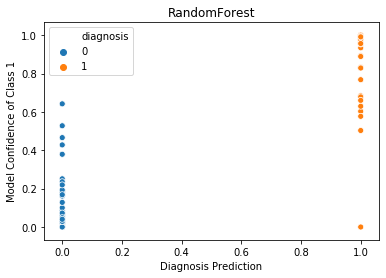 RandomForest
diagnosis
0
1
Model Confidence of Class 1
1.0
0.8
0.6
0.4
0.2
0.0
0.0 0.2 0.4 0.6 0.8 1.0
Diagnosis Prediction